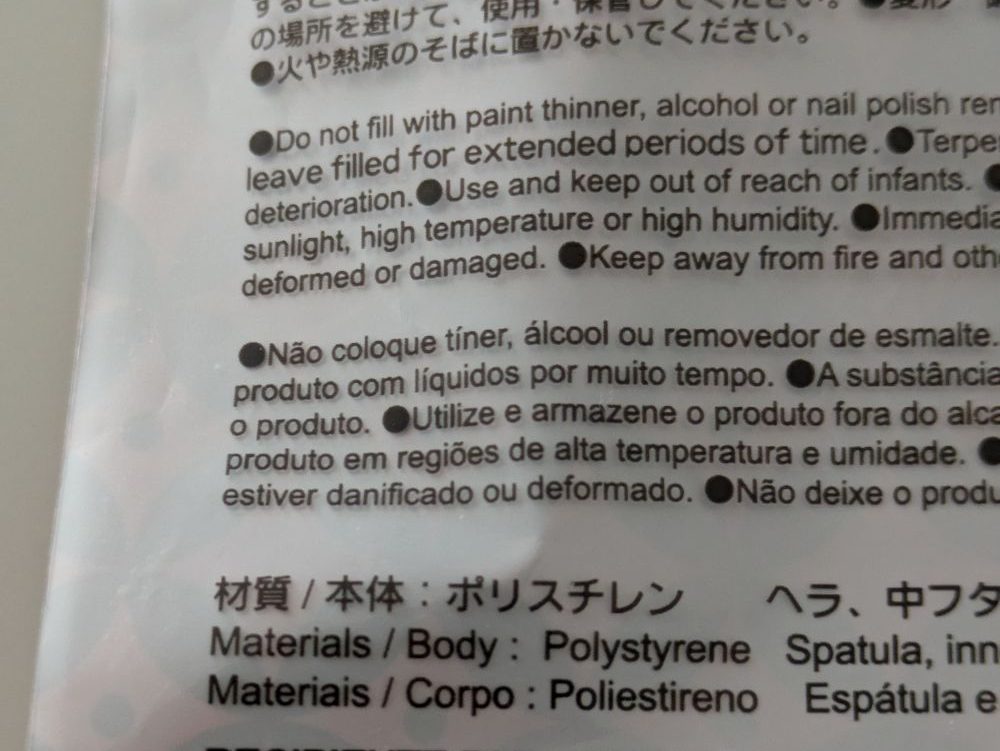 の場所を避けて、使用・保管してください。●変形・
●火や熱源のそばに置かないでください。
●Do not fill with paint thinner, alcohol or nail polish
leave filled for extended periods of time. ●
deterioration. ●Use and keep out of reach of infants. ●
sunlight, high temperature or high humidity. ●
deformed or damaged. ●Keep away from fire and
●Não coloque tíner, álcool ou removedor de esmalte.
produto com líquidos por muito tempo. ●A substância
o produto. ●Utilize e armazene o produto fora do
produto em regiões de alta temperatura e umidade. ●
estiver danificado ou deformado. ●Não deixe o
材質 / 本体 : ポリスチレン ヘラ、中フタ
Materials / Body : Polystyrene Spatula,
Materiais / Corpo : Poliestireno Espátula e